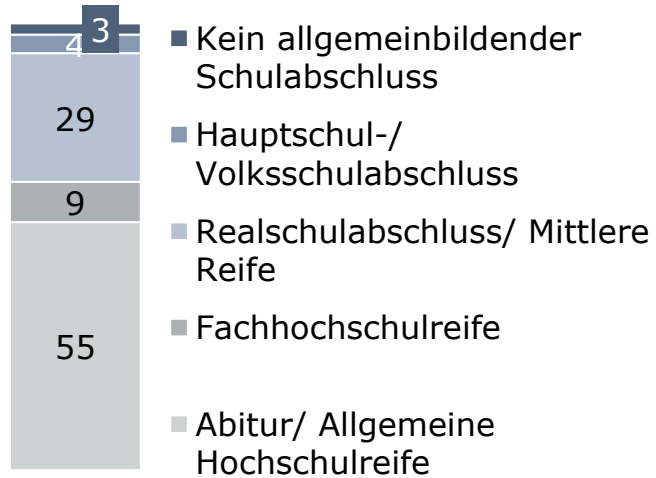 3
4
29
9
55
Kein allgemeinbildender
Schulabschluss
Hauptschul-/
Volksschulabschluss
Realschulabschluss/ Mittlere
Reife
Fachhochschulreife
Abitur/ Allgemeine
Hochschulreife